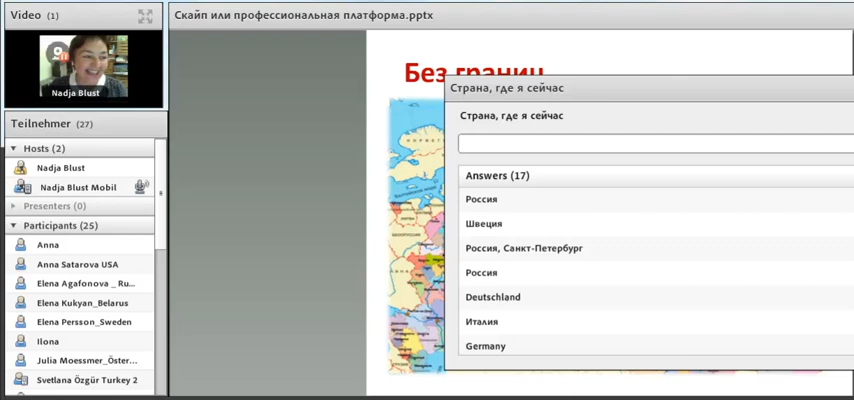 Video (1)
Nadja Blust
Teilnehmer (27)
Hosts (2)
Nadja Blust
Nadja Blust Mobil
Presenters (0)
Participants (25)
Anna
Anna Satarova USA
Elena Agafonova _ Ru...
Elena Kukyan_Belarus
Elena Persson_Sweden
Ilona
Julia Moessmer_Öster...
Svetlana Özgür Turkey 2
Скайп или профессиональная платформа.pptx
Без границ
Страна, где я сейчас
Страна, где я сейчас
Answers (17)
Россия
Швеция
Россия, Санкт-Петербург
Россия
Deutschland
Италия
Germany